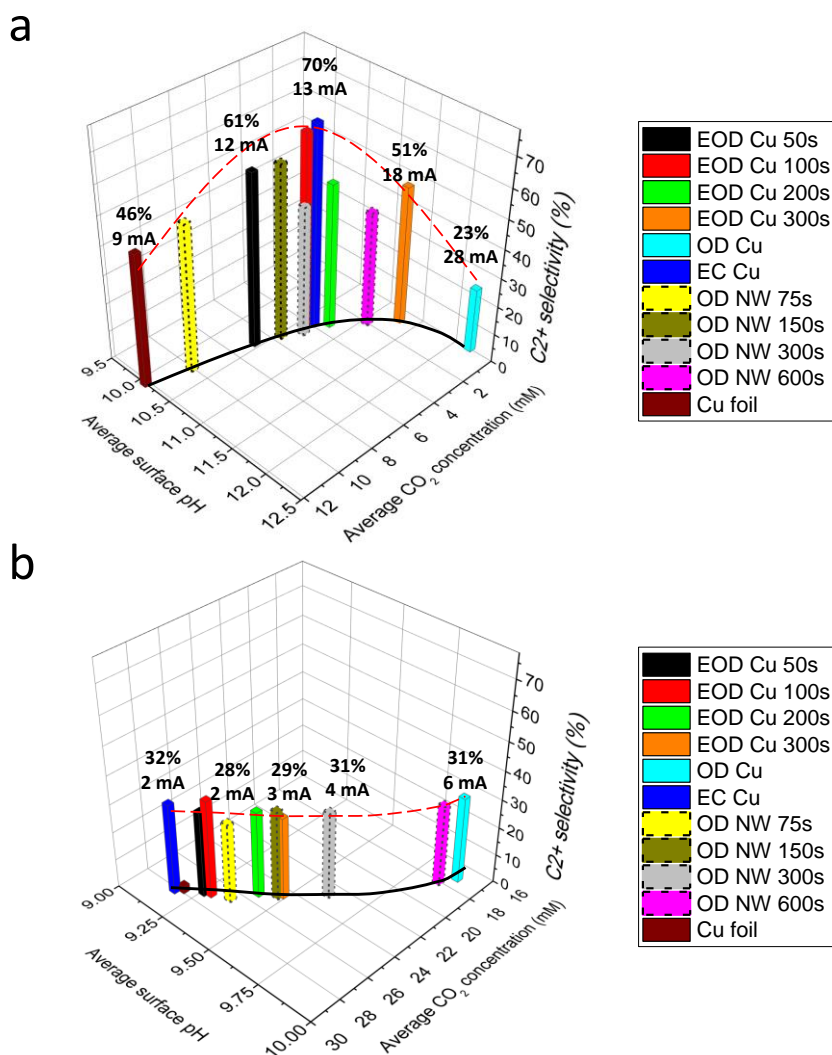 a
70%
13 mA
61%
12 mA
51%
18 mA
46%
9 mA
23%
28 mA
70
60
50
40
30
20
10
0
C2+ selectivity (%)
9.5
10.0
10.5
11.0
11.5
12.0
12.5
Average surface pH
12
10
8
6
4
2
Average CO2 concentration (mM)
EOD Cu 50s
EOD Cu 100s
EOD Cu 200s
EOD Cu 300s
OD Cu
EC Cu
OD NW 75s
OD NW 150s
OD NW 300s
OD NW 600s
Cu foil
b
32%
2 mA
28%
2 mA
29%
3 mA
31%
4 mA
31%
6 mA
70
60
50
40
30
20
10
0
C2+ selectivity (%)
9.00
9.25
9.50
9.75
10.00
Average surface pH
30
28
26
24
22
20
18
16
Average CO2 concentration (mM)
EOD Cu 50s
EOD Cu 100s
EOD Cu 200s
EOD Cu 300s
OD Cu
EC Cu
OD NW 75s
OD NW 150s
OD NW 300s
OD NW 600s
Cu foil